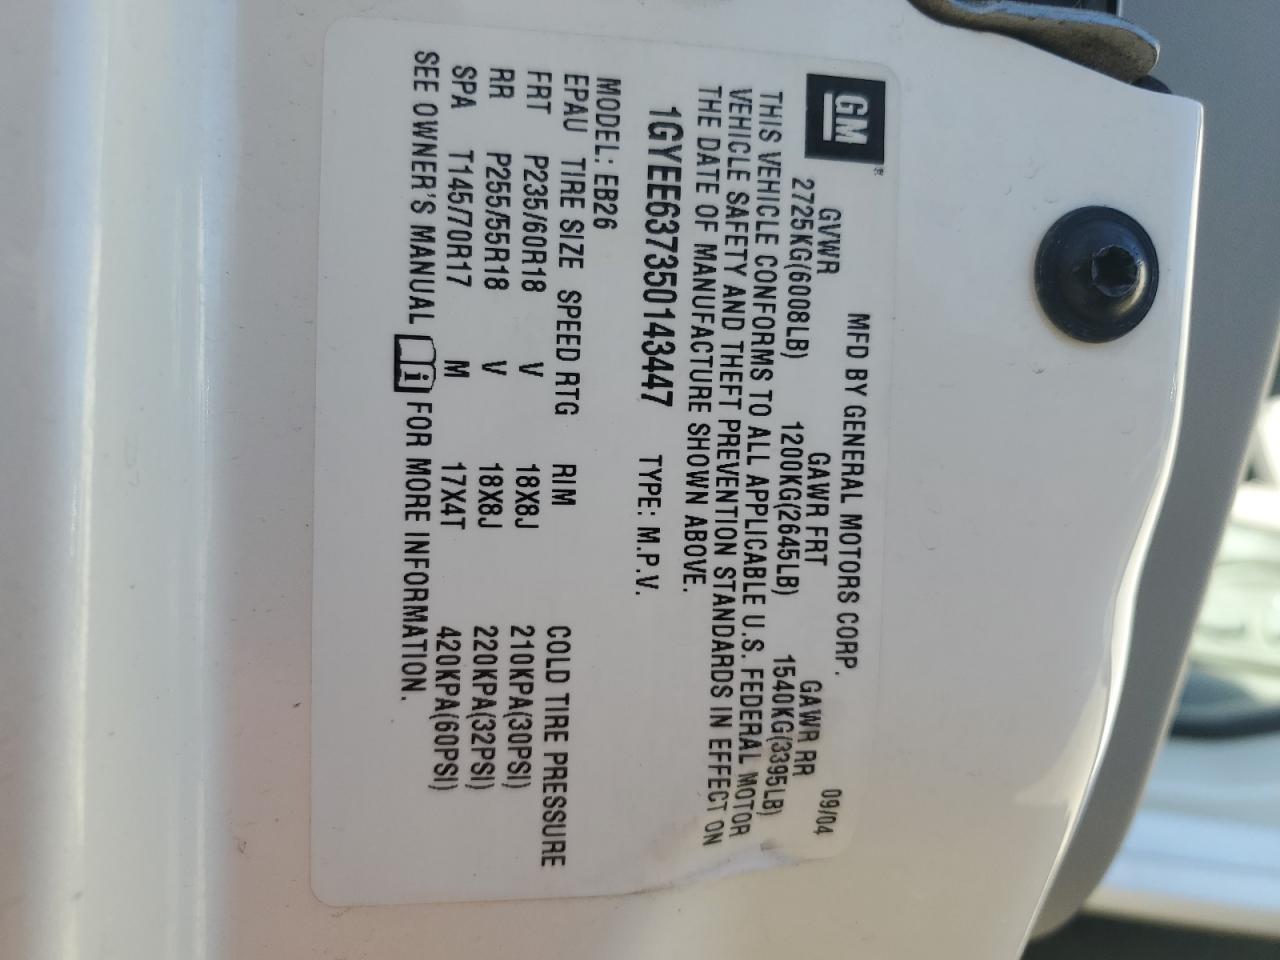 GM
MFD BY GENERAL MOTORS CORP. 09/04
GVWR GAWR FRT GAWR RR
2725KG(6008LB) 1200KG(2645LB) 1540KG(3395LB)
THIS VEHICLE CONFORMS TO ALL APPLICABLE U.S. FEDERAL MOTOR
VEHICLE SAFETY AND THEFT PREVENTION STANDARDS IN EFFECT ON
THE DATE OF MANUFACTURE SHOWN ABOVE.
1GYEE637350143447 TYPE: M.P.V.
MODEL: EB26
EPAU TIRE SIZE SPEED RTG RIM COLD TIRE PRESSURE
FRT P235/60R18 V 18X8J 210KPA(30PSI)
RR P255/55R18 V 18X8J 220KPA(32PSI)
SPA T145/70R17 M 17X4T 420KPA(60PSI)
SEE OWNER'S MANUAL i FOR MORE INFORMATION.